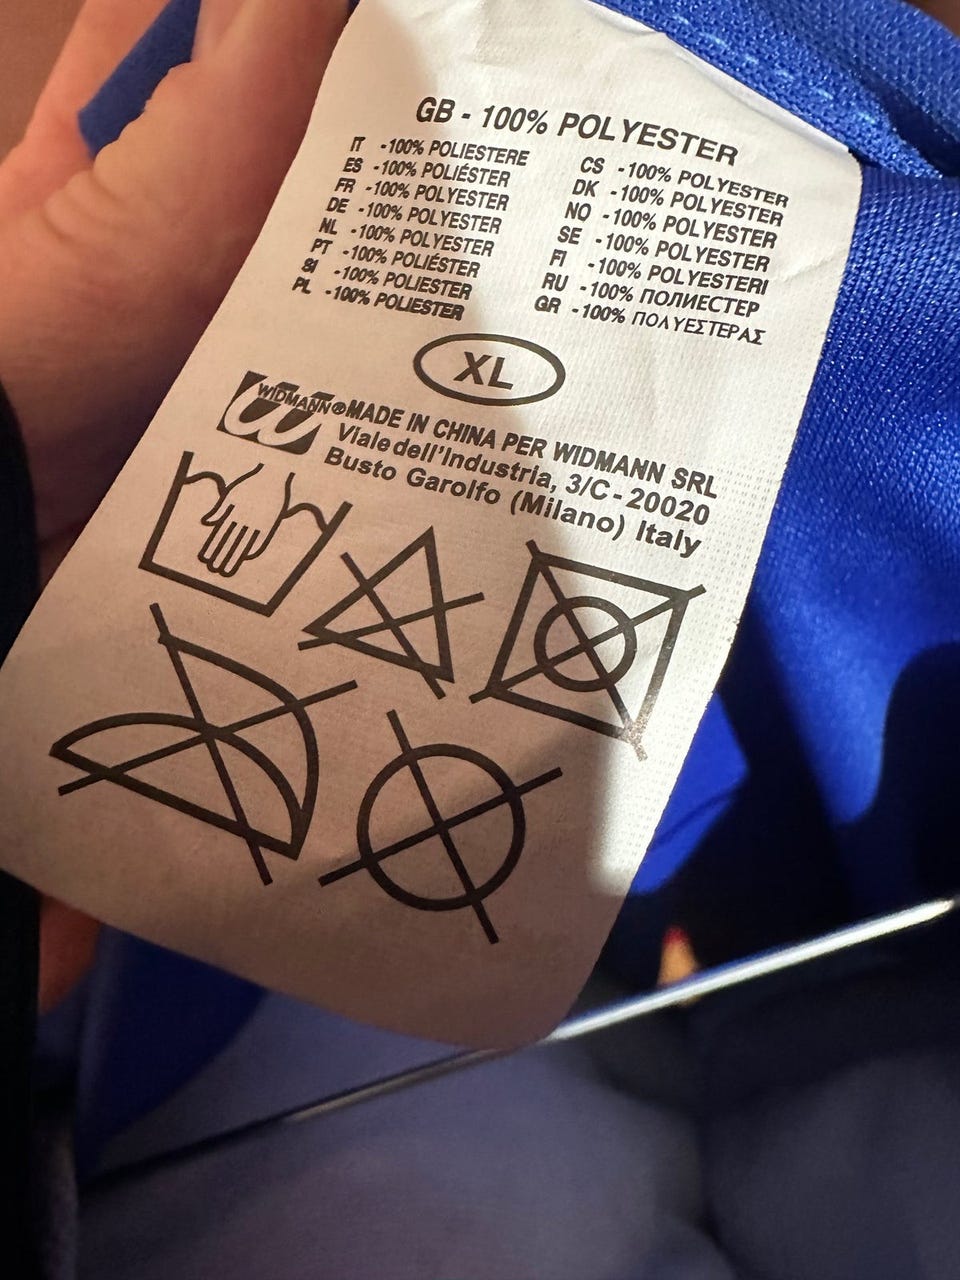 GB - 100% POLYESTER
IT -100% POLIESTERE
ES -100% POLIÉSTER
FR -100% POLYESTER
DE -100% POLYESTER
NL -100% POLYESTER
PT -100% POLIÉSTER
SI -100% POLIESTER
PL -100% POLIESTER
CS -100% POLYESTER
DK -100% POLYESTER
NO -100% POLYESTER
SE -100% POLYESTER
FI -100% POLYESTERI
RU -100% ПОЛИЕСТЕР
GR -100% ΠΟΛΥΕΣΤΕΡΑΣ
XL
WIDMANN®MADE IN CHINA PER WIDMANN SRL
Viale dell'Industria, 3/C - 20020
Busto Garolfo (Milano) Italy